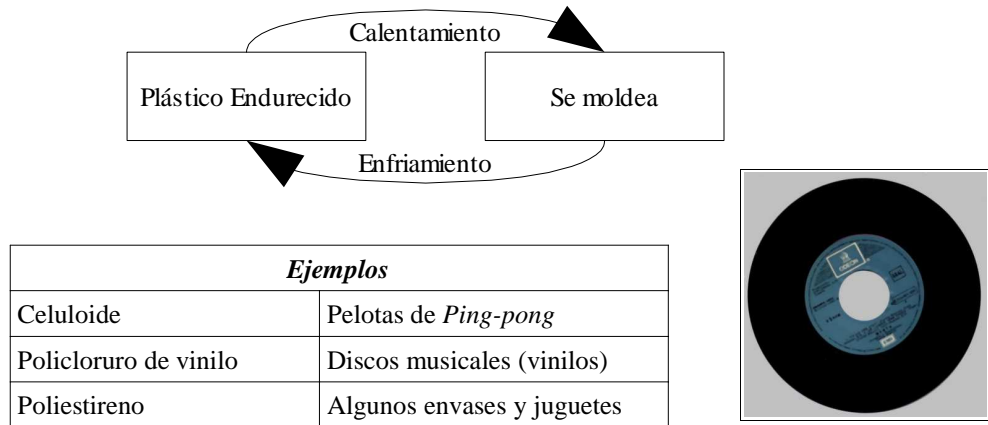 Calentamiento
Plástico Endurecido
Se moldea
Enfriamiento
Ejemplos
Celuloide
Pelotas de Ping-pong
Policloruro de vinilo
Discos musicales (vinilos)
Poliestireno
Algunos envases y juguetes
ODEON